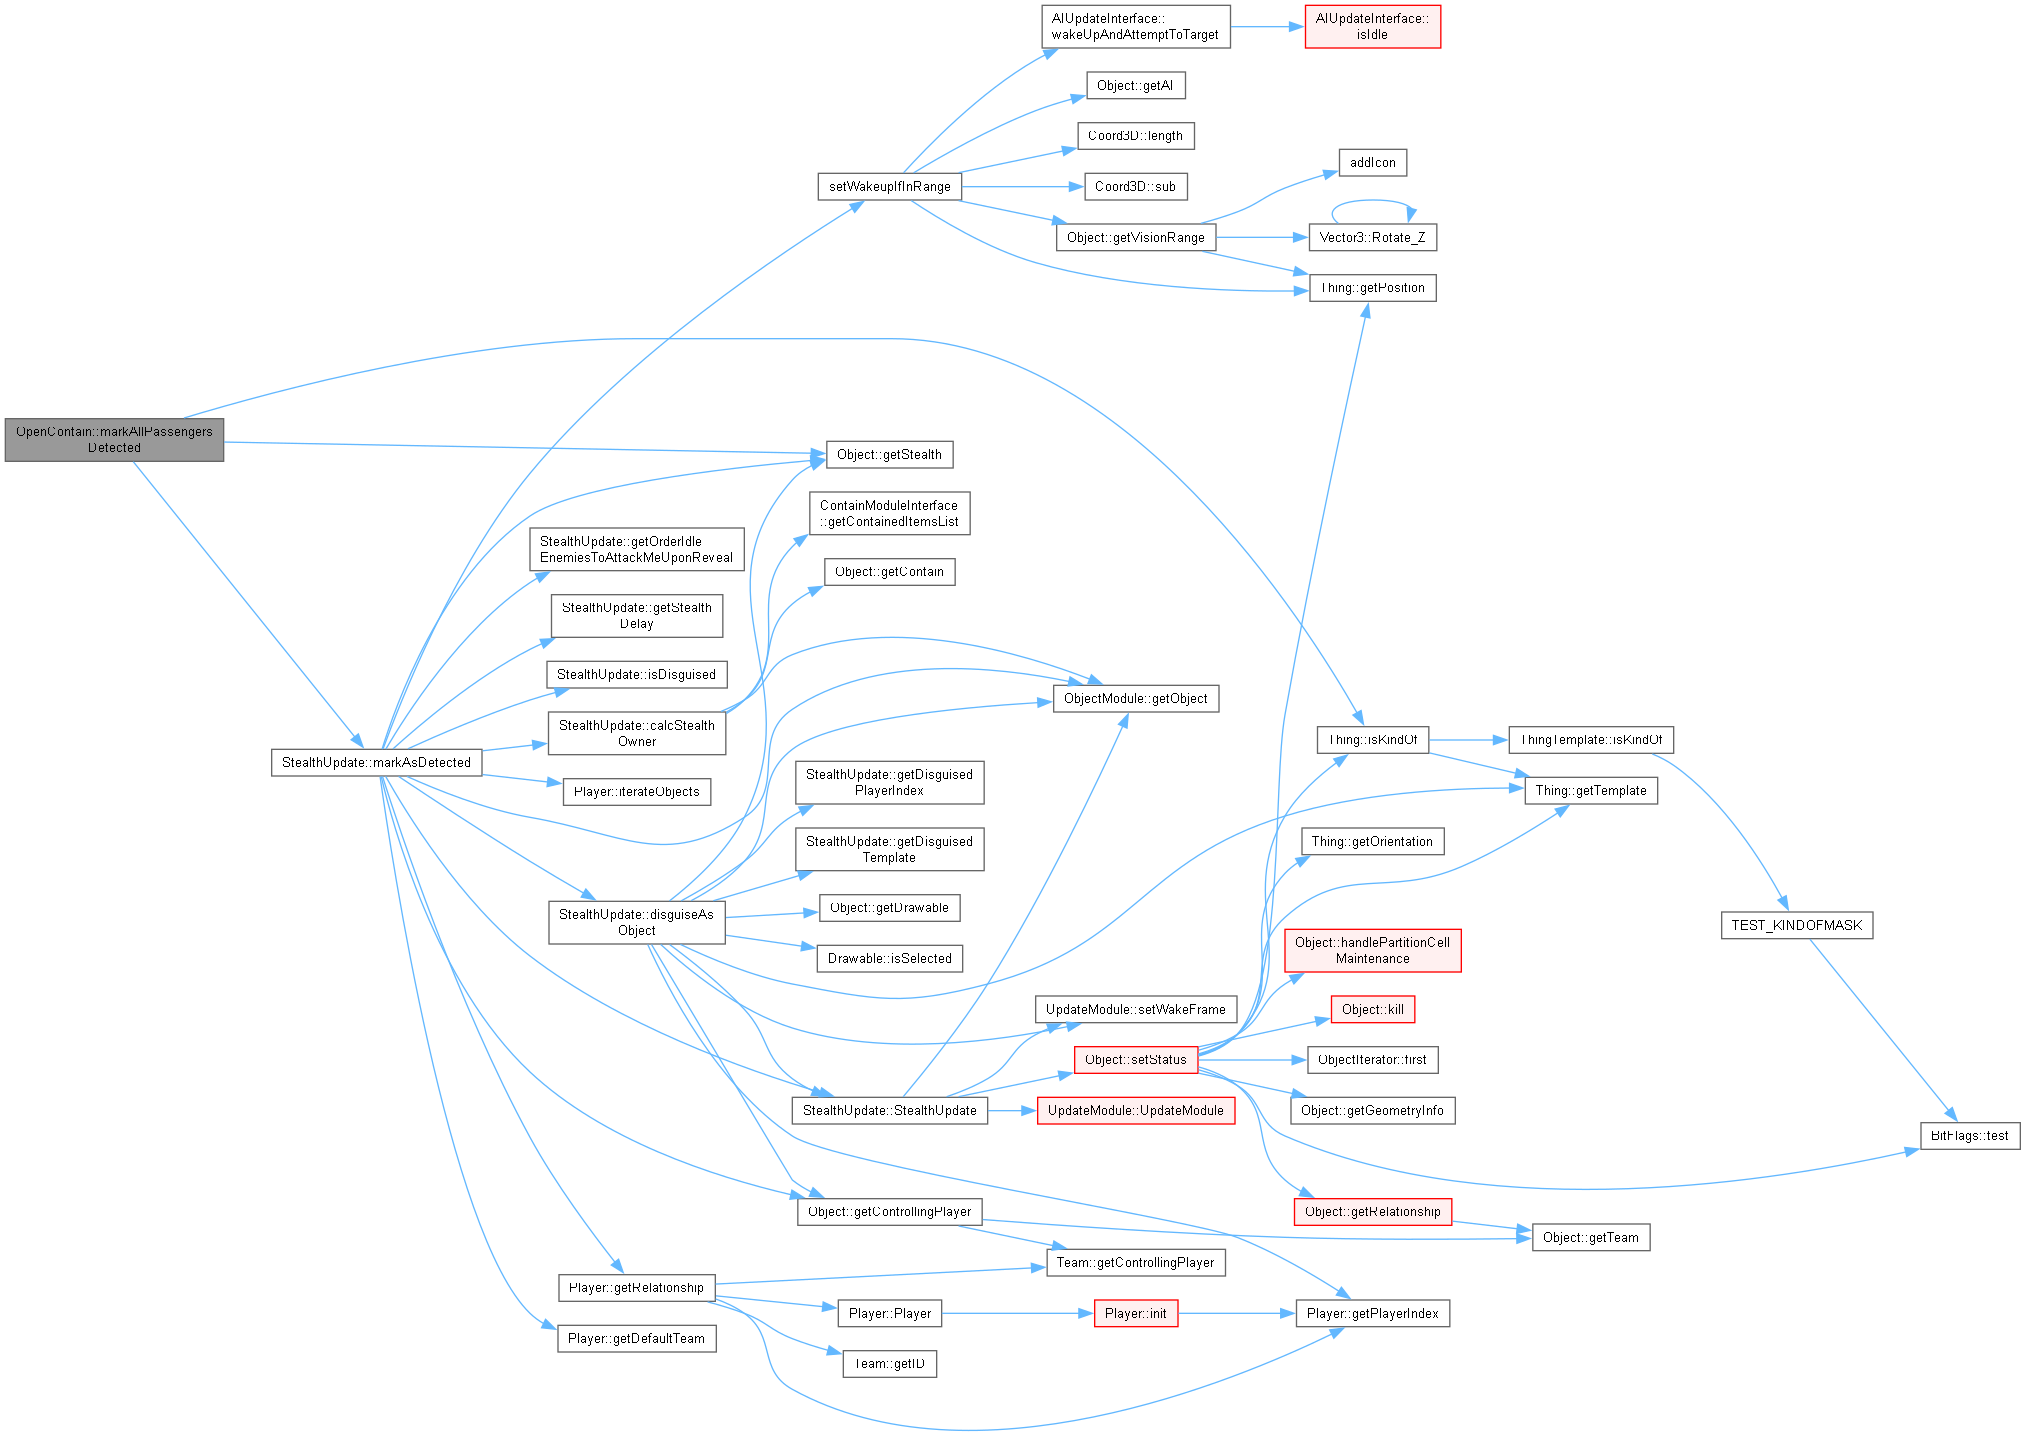 AIUpdateInterface::
wakeUpAndAttemptToTarget
AIUpdateInterface::
isIdle
Object::getAI
Coord3D::length
addIcon
setWakeupIfInRange
Coord3D::sub
Object::getVisionRange
Vector3::Rotate_Z
Thing::getPosition
OpenContain::markAllPassengers
Detected
Object::getStealth
ContainModuleInterface
::getContainedItemsList
StealthUpdate::getOrderIdle
EnemiesToAttackMeUponReveal
Object::getContain
StealthUpdate::getStealth
Delay
StealthUpdate::isDisguised
ObjectModule::getObject
StealthUpdate::calcStealth
Owner
Thing::isKindOf
ThingTemplate::isKindOf
StealthUpdate::markAsDetected
StealthUpdate::getDisguised
PlayerIndex
Player::iterateObjects
Thing::getTemplate
StealthUpdate::getDisguised
Template
Thing::getOrientation
StealthUpdate::disguiseAs
Object
Object::getDrawable
TEST_KINDOFMASK
Object::handlePartitionCell
Maintenance
Drawable::isSelected
UpdateModule::setWakeFrame
Object::kill
Object::setStatus
ObjectIterator::first
StealthUpdate::StealthUpdate
UpdateModule::UpdateModule
Object::getGeometryInfo
BitFlags::test
Object::getControllingPlayer
Object::getRelationship
Object::getTeam
Team::getControllingPlayer
Player::getRelationship
Player::Player
Player::init
Player::getPlayerIndex
Player::getDefaultTeam
Team::getID